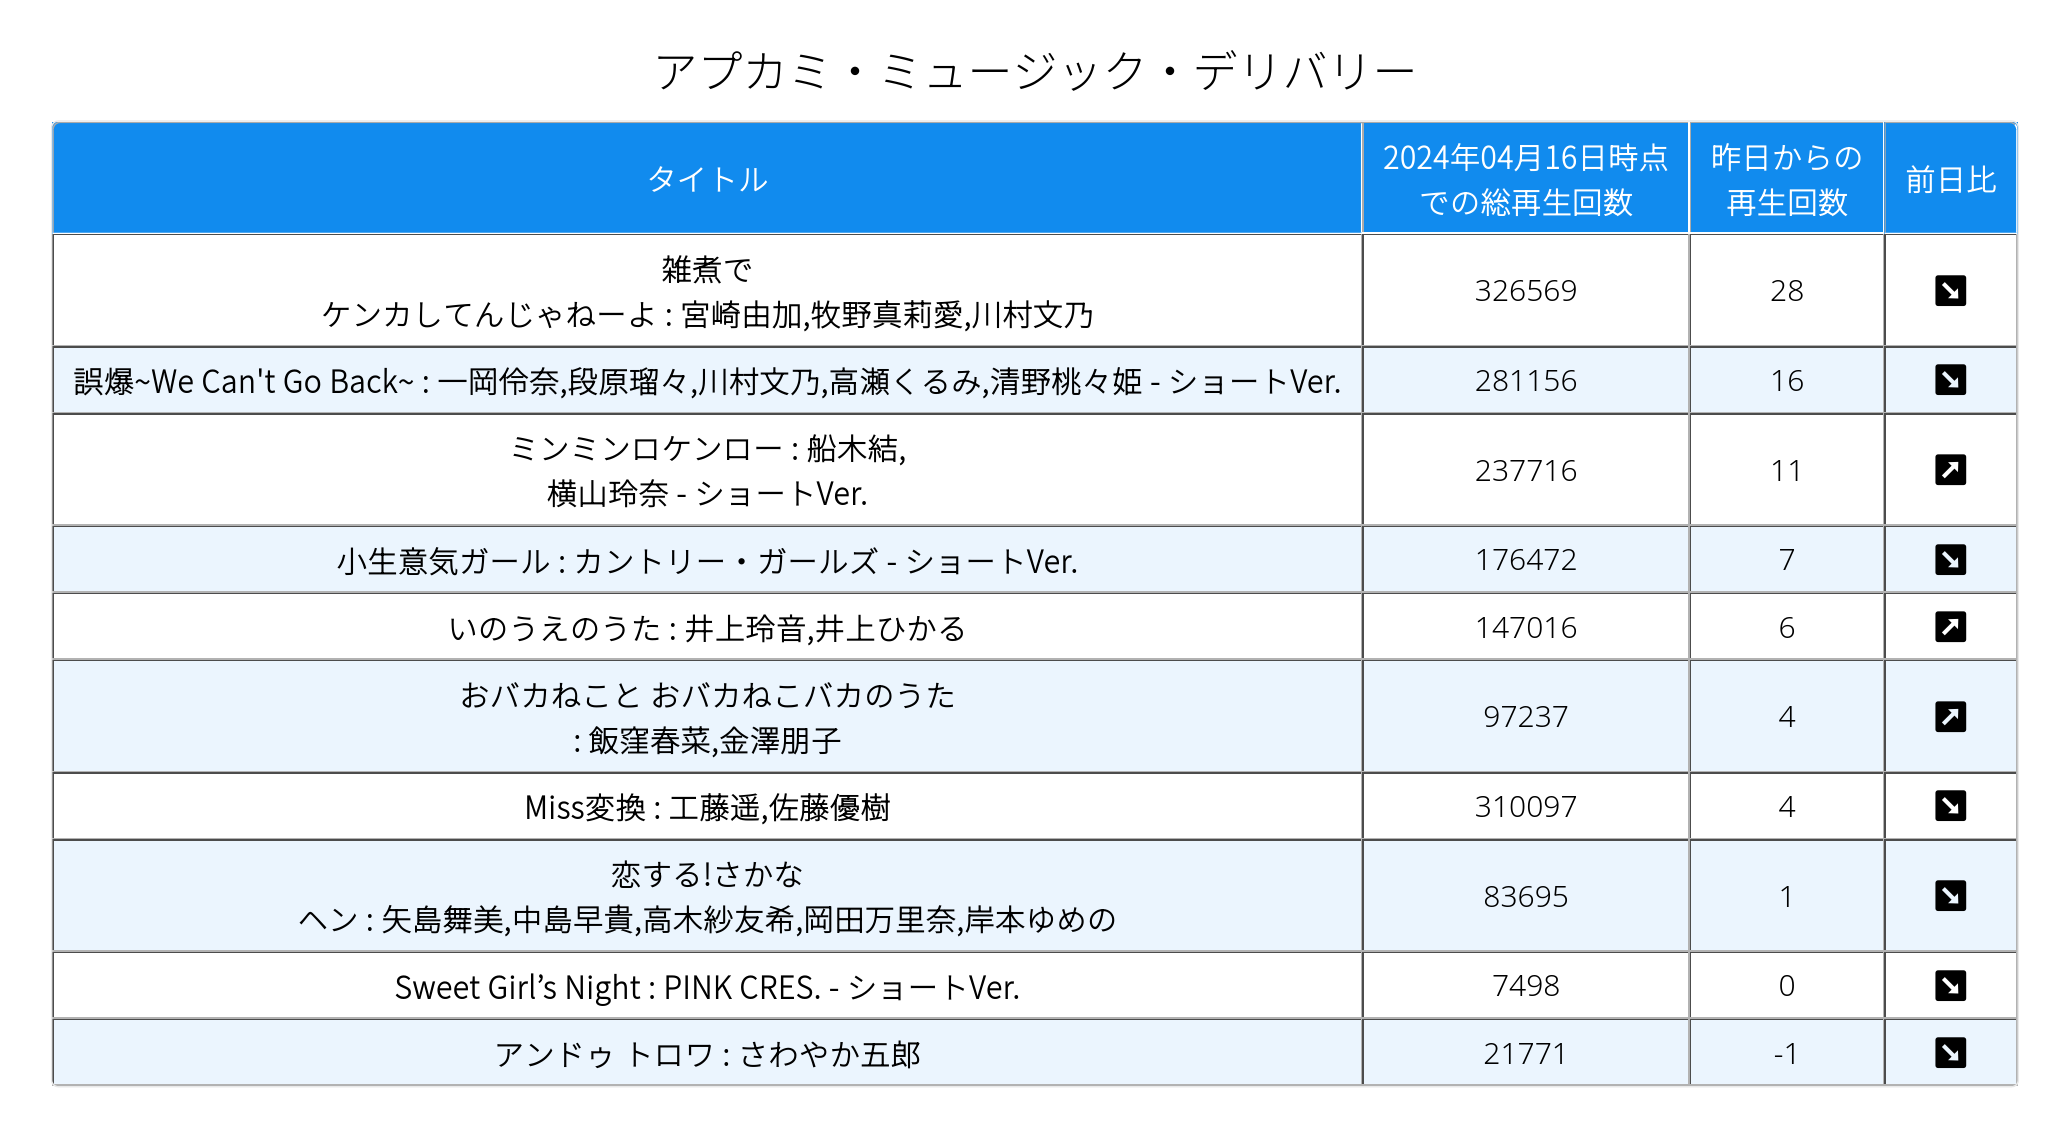 アプカミ・ミュージック・デリバリー
タイトル
2024年04月16日時点
での総再生回数
昨日からの
再生回数
前日比
雑煮で
ケンカしてんじゃねーよ : 宮崎由加,牧野真莉愛,川村文乃
326569
28
誤爆~We Can't Go Back~ : 一岡伶奈,段原瑠々,川村文乃,高瀬くるみ,清野桃々姫 - ショートVer.
281156
16
ミンミンロケンロー : 船木結,
横山玲奈 - ショートVer.
237716
11
小生意気ガール : カントリー・ガールズ - ショートVer.
176472
7
いのうえのうた : 井上玲音,井上ひかる
147016
6
おバカねこと おバカねこバカのうた
: 飯窪春菜,金澤朋子
97237
4
Miss変換 : 工藤遥,佐藤優樹
310097
4
恋する!さかな
ヘン : 矢島舞美,中島早貴,高木紗友希,岡田万里奈,岸本ゆめの
83695
1
Sweet Girl’s Night : PINK CRES. - ショートVer.
7498
0
アンドゥ トロワ : さわやか五郎
21771
-1